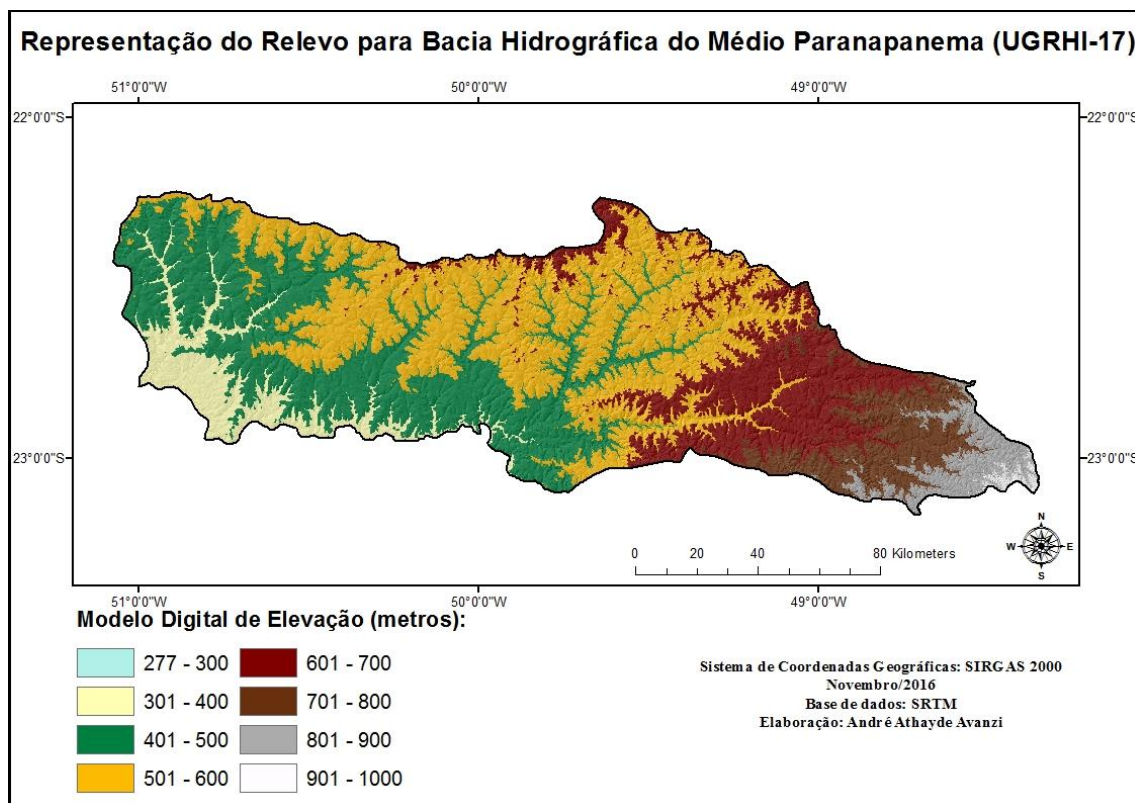 Representação do Relevo para Bacia Hidrográfica do Médio Paranapanema (UGRHI-17)
51°0'0"W 50°0'0"W 49°0'0"W
22°0'0"S 22°0'0"S
23°0'0"S 23°0'0"S
N
W E
S
0 20 40 80 Kilometers
51°0'0"W 50°0'0"W 49°0'0"W
Modelo Digital de Elevação (metros):
277 - 300 601 - 700
301 - 400 701 - 800
401 - 500 801 - 900
501 - 600 901 - 1000
Sistema de Coordenadas Geográficas: SIRGAS 2000
Novembro/2016
Base de dados: SRTM
Elaboração: André Athayde Avanzi